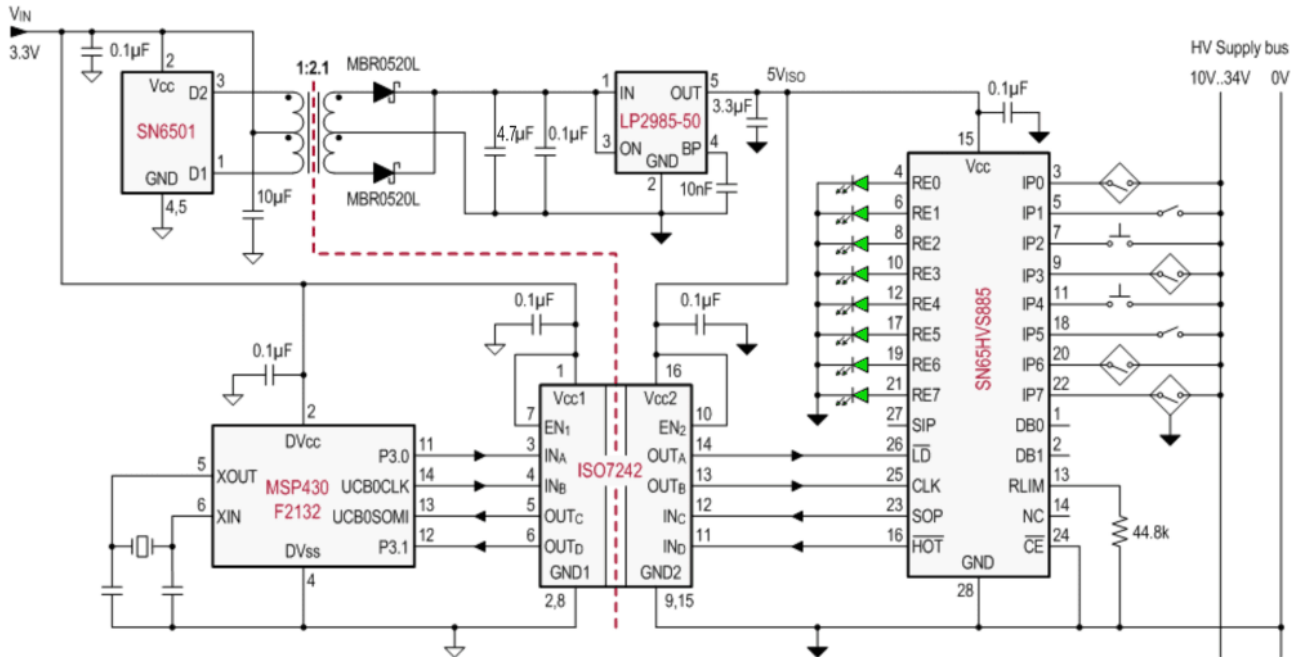 VIN
3.3V
0.1µF
2
Vcc
D2
3
SN6501
D1
1
GND
4,5
10µF
1:2.1
MBR0520L
MBR0520L
4.7µF
0.1µF
1
IN
OUT
5
LP2985-50
3
ON
BP
4
GND
2
10nF
3.3µF
5VISO
0.1µF
HV Supply bus
10V..34V
0V
15
Vcc
4
RE0
IP0
3
6
RE1
IP1
5
8
RE2
IP2
7
10
RE3
IP3
9
12
RE4
IP4
11
17
RE5
IP5
18
19
RE6
IP6
20
21
RE7
IP7
22
27
SIP
DB0
1
26
LD
DB1
2
25
CLK
RLIM
13
23
SOP
NC
14
16
HOT
CE
24
SN65HVS885
GND
28
44.8k
0.1µF
0.1µF
1
16
Vcc1
Vcc2
7
EN1
EN2
10
3
INA
OUTA
14
ISO7242
4
INB
OUTB
13
5
OUTC
INC
12
6
OUTD
IND
11
GND1
GND2
2,8
9,15
0.1µF
2
DVcc
5
XOUT
P3.0
11
MSP430
F2132
UCB0CLK
14
6
XIN
UCB0SOMI
13
P3.1
12
DVss
4